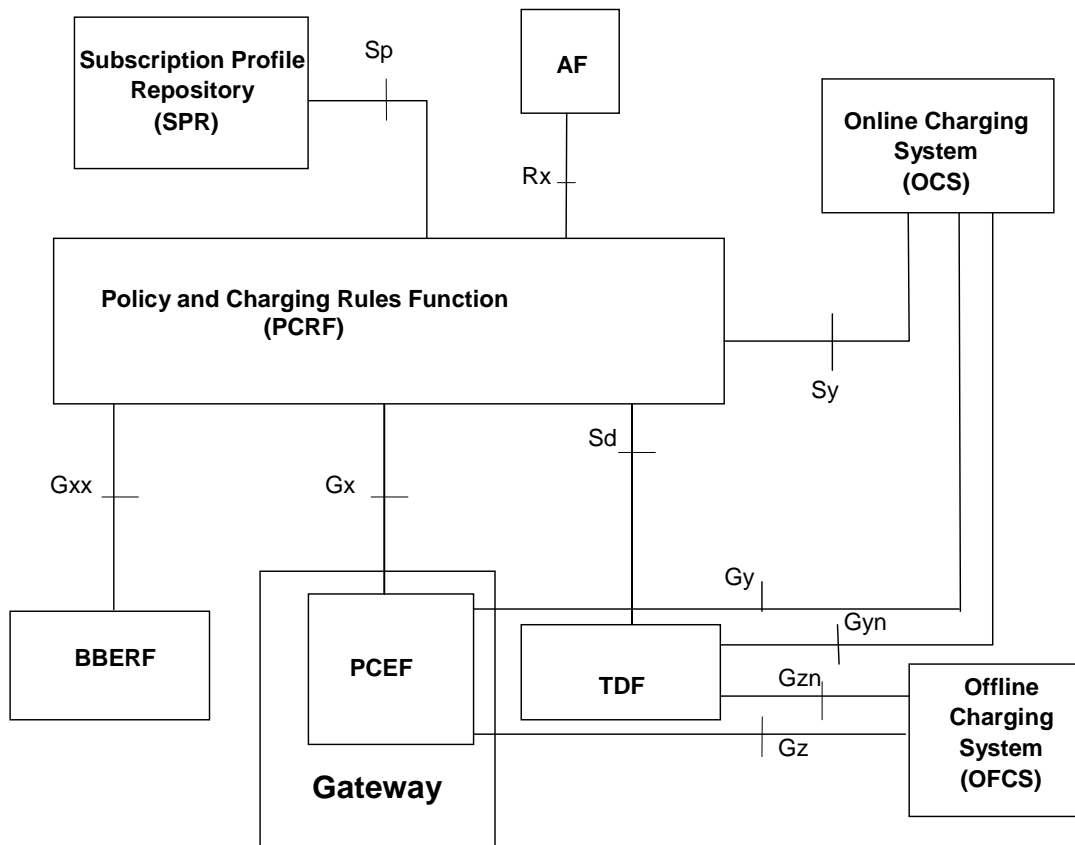 Subscription Profile
Repository
(SPR)
Sp
AF
Online Charging
System
(OCS)
Rx
Policy and Charging Rules Function
(PCRF)
Sy
Sd
Gxx
Gx
Gy
Gyn
BBERF
PCEF
TDF
Gzn
Offline
Charging
System
(OFCS)
Gz
Gateway